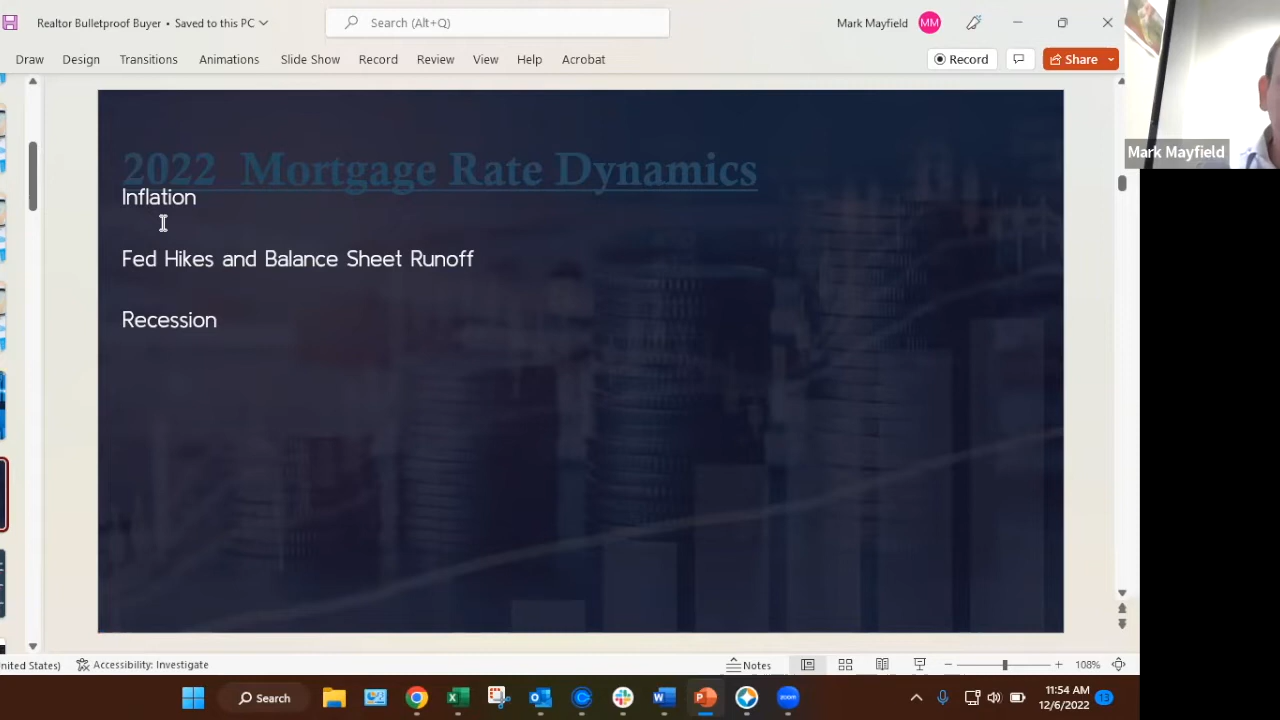 Realtor Bulletproof Buyer • Saved to this PC
Search (Alt+Q)
Mark Mayfield
MM
Draw
Design
Transitions
Animations
Slide Show
Record
Review
View
Help
Acrobat
Record
Share
Mark Mayfield
2022 Mortgage Rate Dynamics
Inflation
Fed Hikes and Balance Sheet Runoff
Recession
nited States)
Accessibility: Investigate
Notes
108%
Search
zoom
11:54 AM
12/6/2022